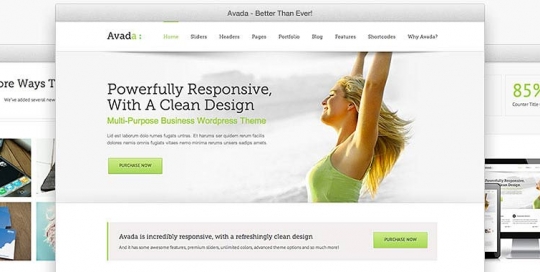 Avada - Better Than Ever!
Avada :
Home Sliders Headers Pages Portfolio Blog Features Shortcodes Why Avada?
ore Ways T
We've added several new
85%
Counter Title
Powerfully Responsive,
With A Clean Design
Multi-Purpose Business Wordpress Theme
Lut est laborum dolo rumes fugats untras. Et harums ser quidem rerum facilis
dolores nemis omnis fugiats vitaes nemo minima rerums unsers sadips amets.
PURCHASE NOW
Avada is incredibly responsive, with a refreshingly clean design
And it has some awesome features, premium sliders, unlimited colors, advanced theme options and so much more!
PURCHASE NOW